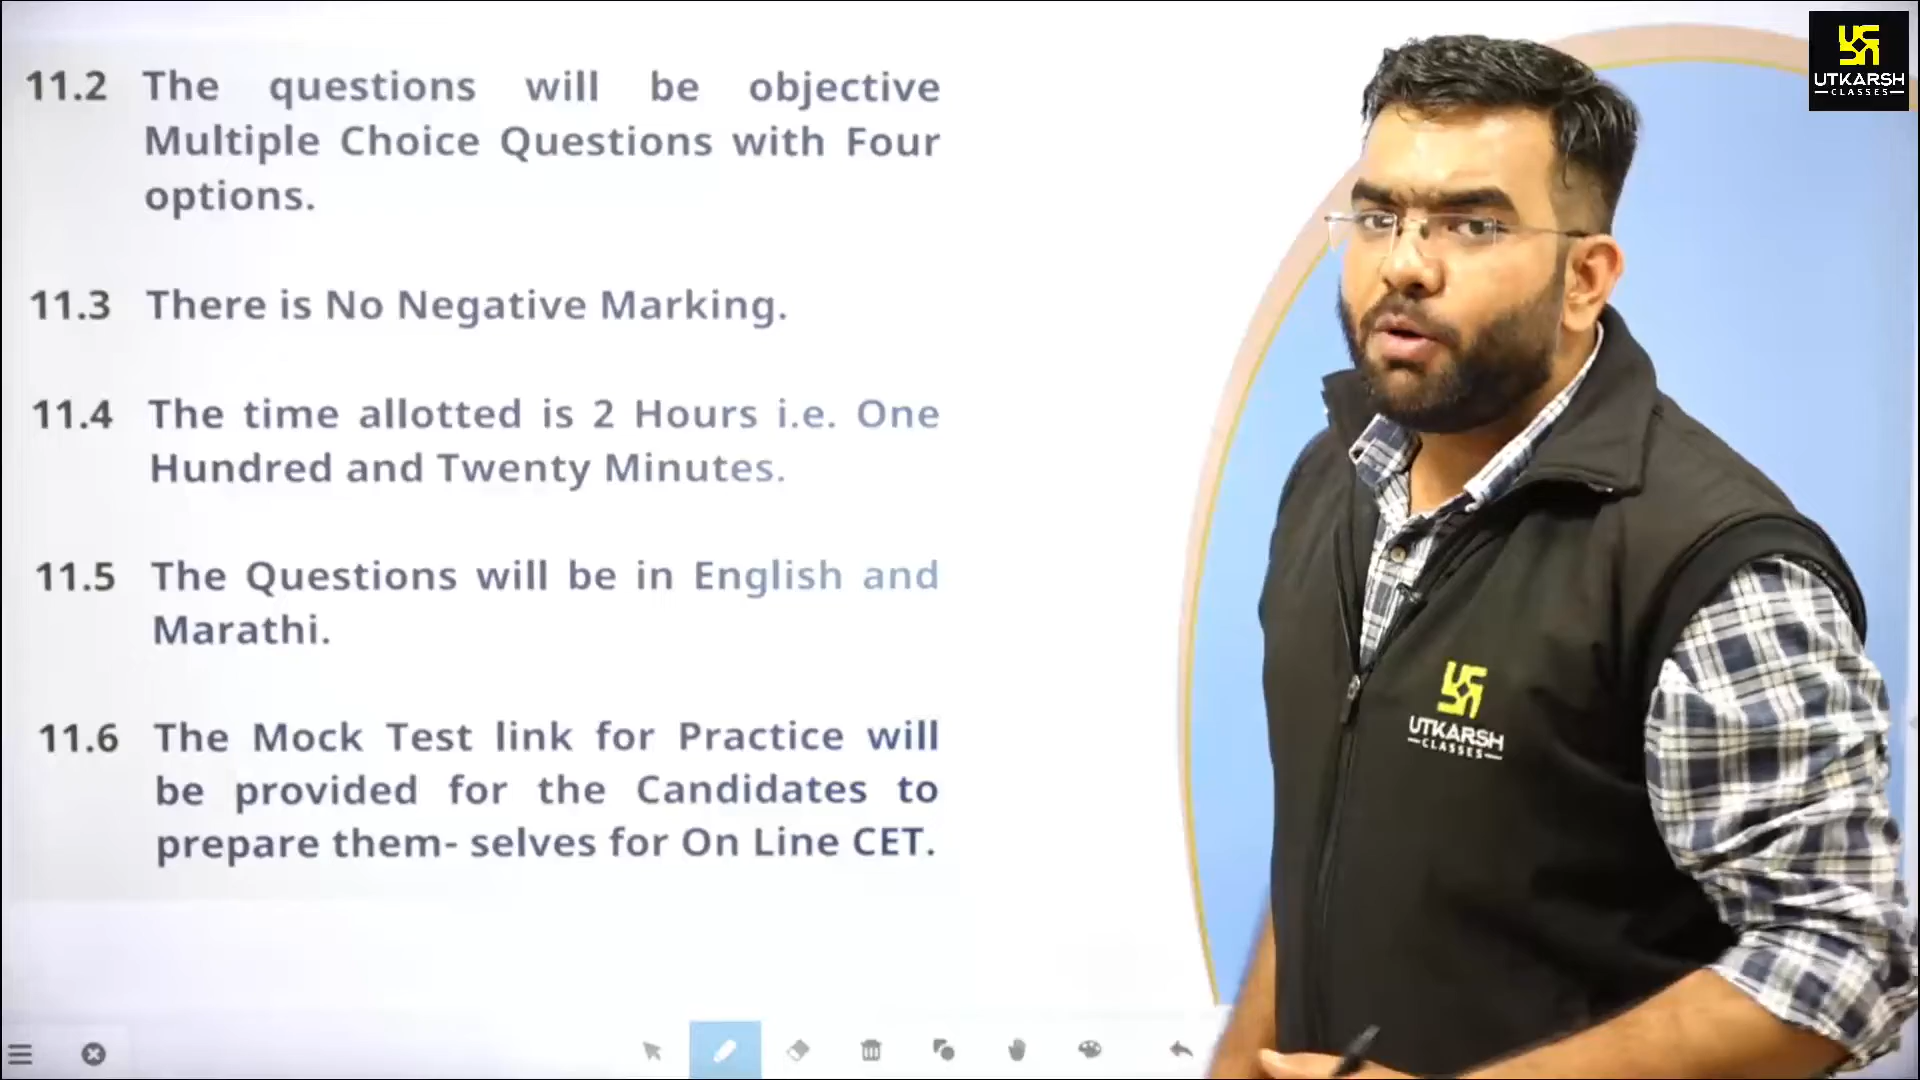 11.2 The questions will be objective
Multiple Choice Questions with Four
options.
11.3 There is No Negative Marking.
11.4 The time allotted is 2 Hours i.e. One
Hundred and Twenty Minutes.
11.5 The Questions will be in English and
Marathi.
11.6 The Mock Test link for Practice will
be provided for the Candidates to
prepare them- selves for On Line CET.
UTKARSH
CLASSES
UTKARSH
CLASSES